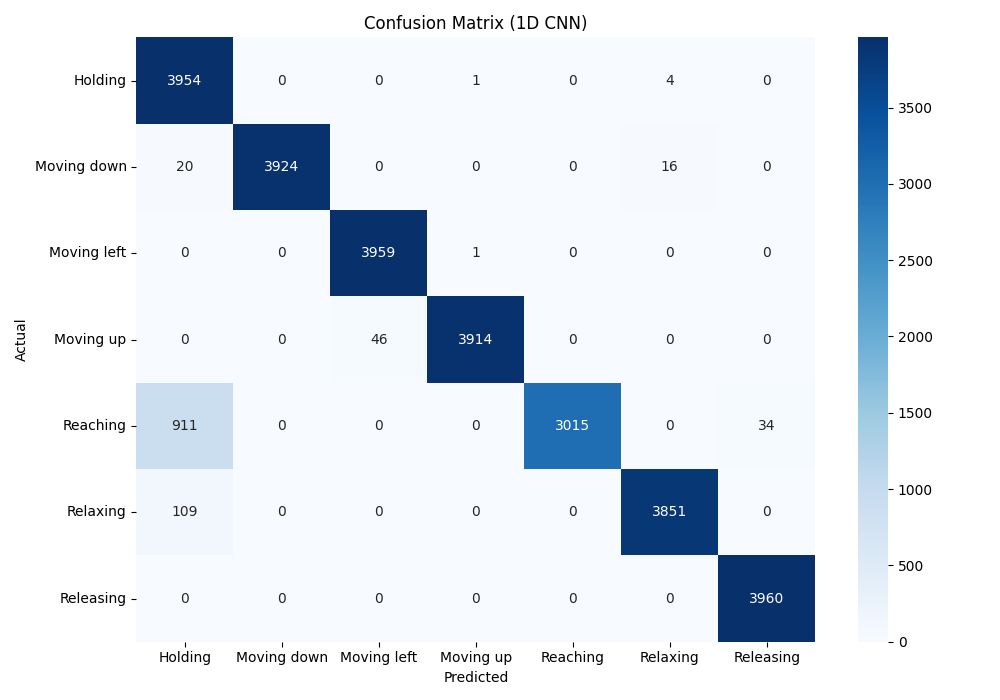 Confusion Matrix (1D CNN)
Holding 3954 0 0 1 0 4 0
Moving down 20 3924 0 0 0 16 0
Moving left 0 0 3959 1 0 0 0
Moving up 0 0 46 3914 0 0 0
Reaching 911 0 0 0 3015 0 34
Relaxing 109 0 0 0 0 3851 0
Releasing 0 0 0 0 0 0 3960
Holding Moving down Moving left Moving up Reaching Relaxing Releasing
Predicted
Actual
3500
3000
2500
2000
1500
1000
500
0